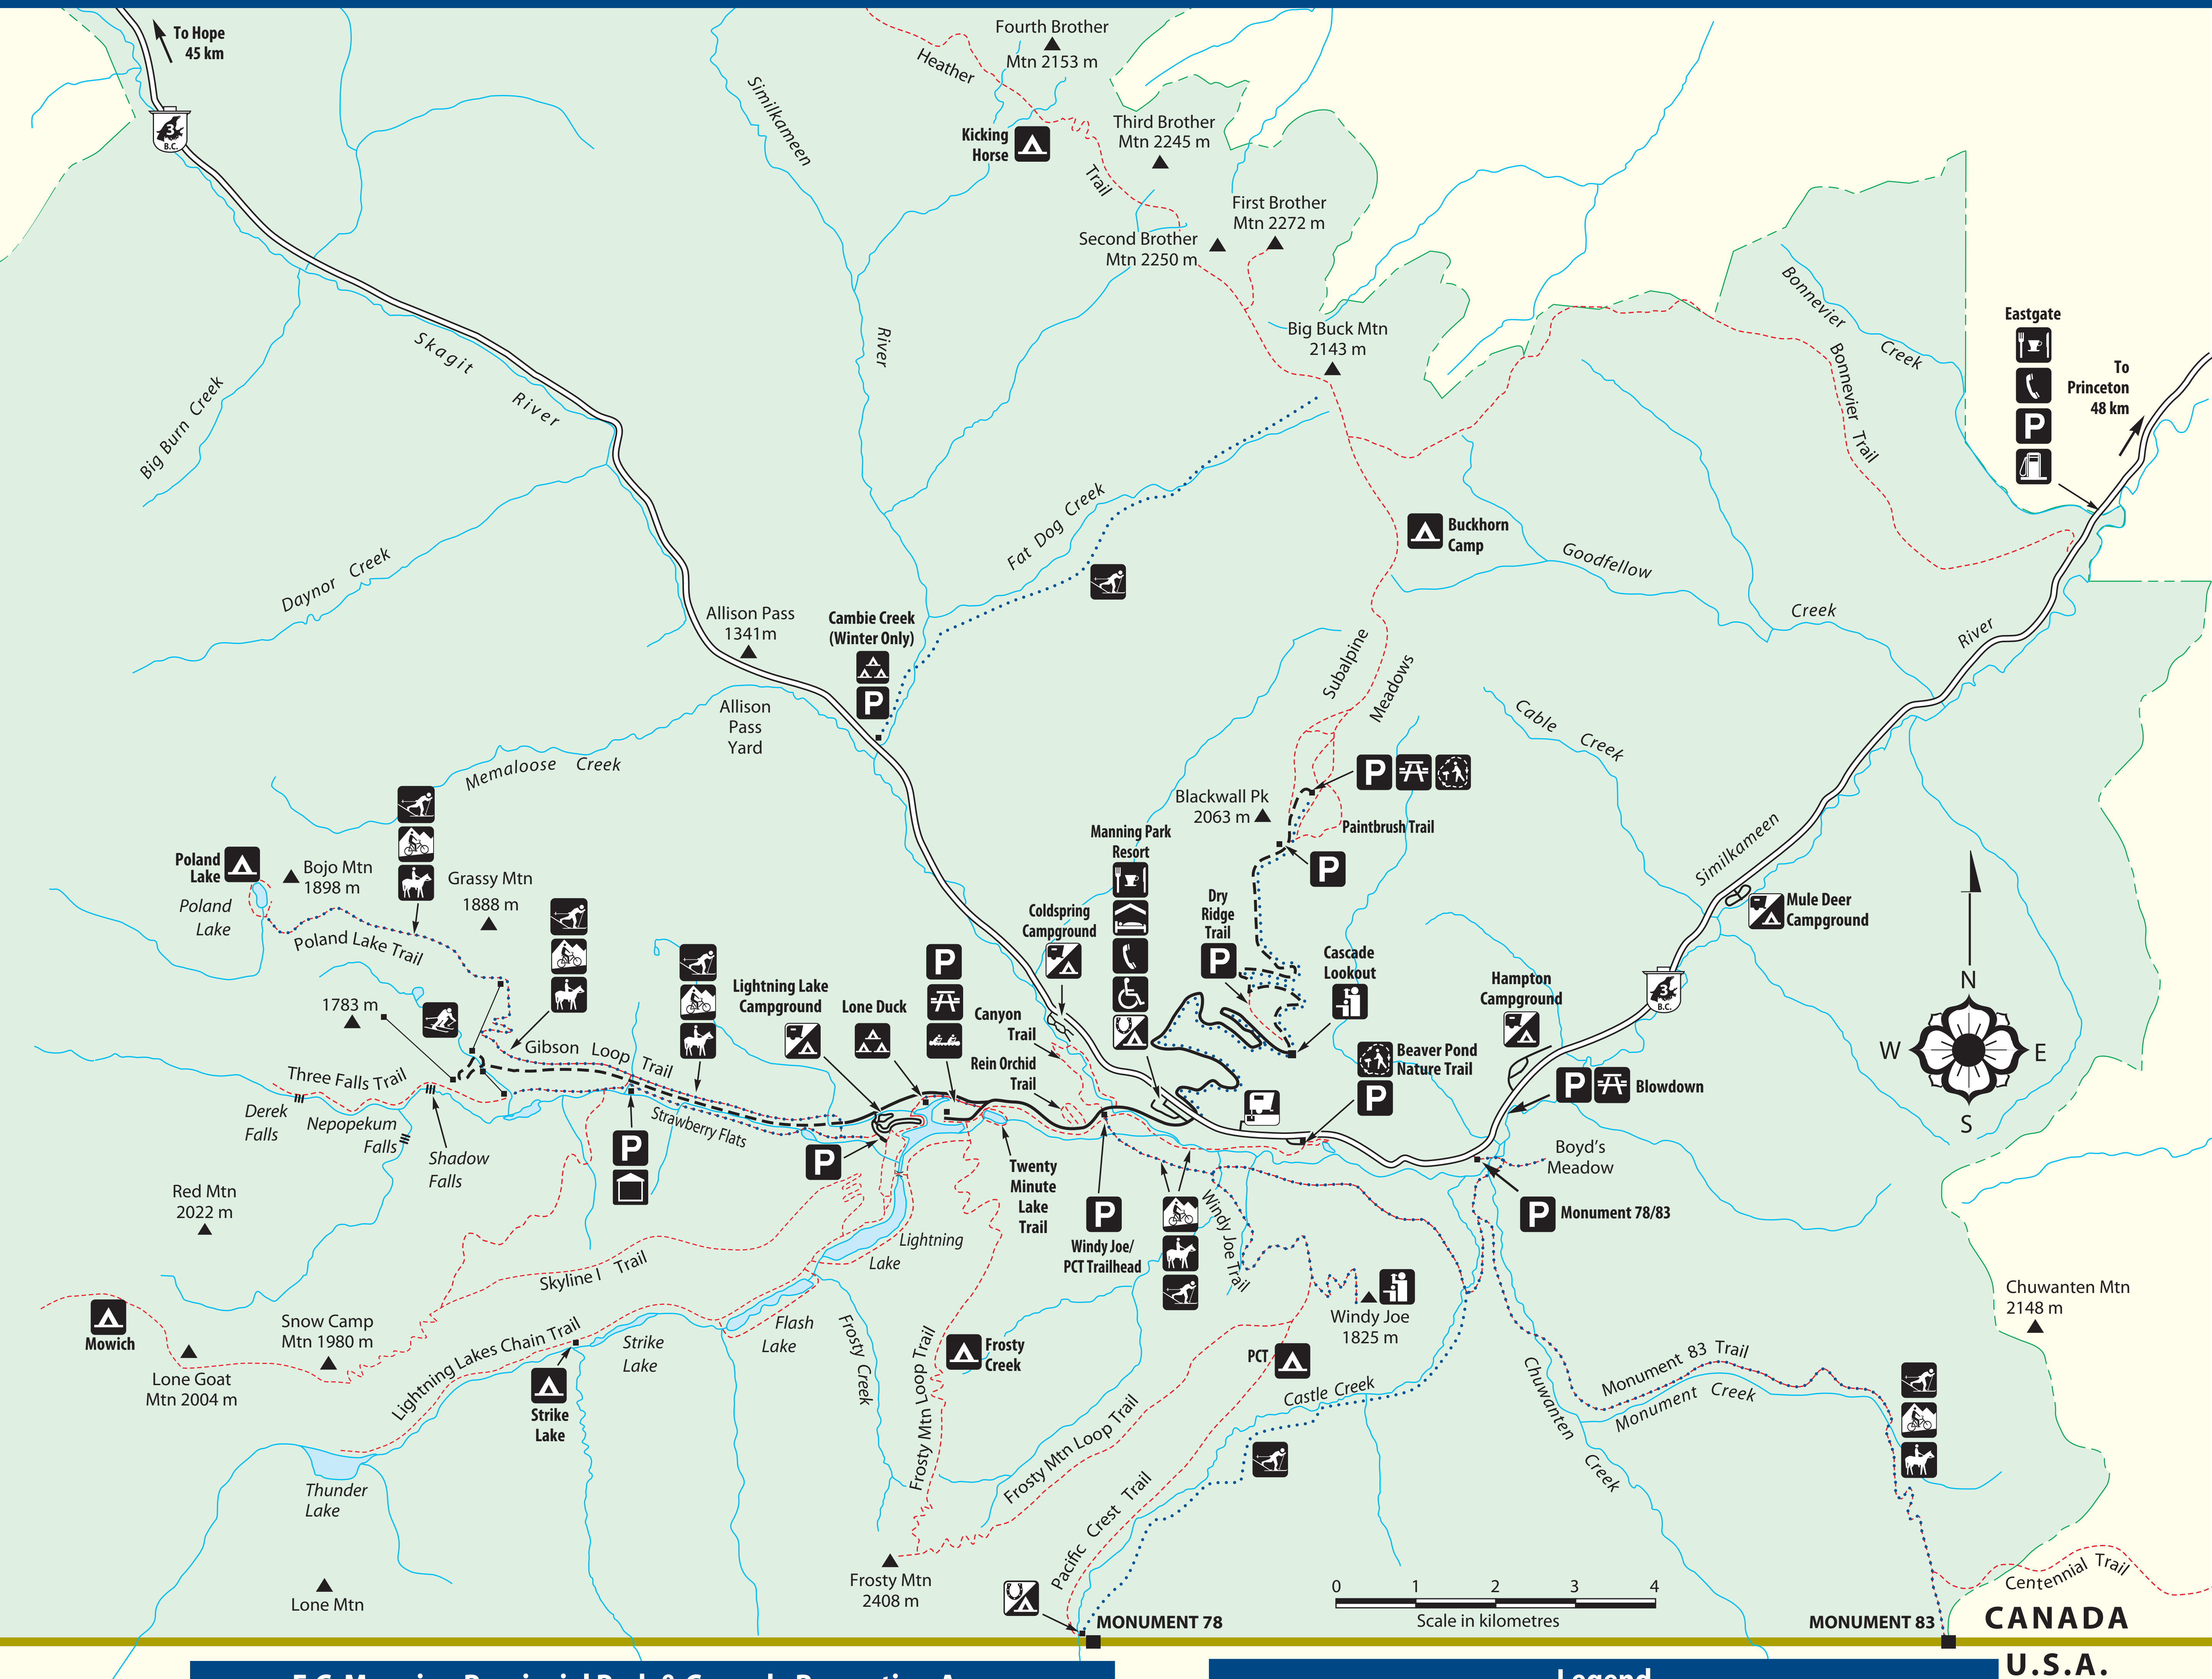 To Hope
45 km
3
B.C.
Similkameen
River
Heather
Trail
Fourth Brother
Mtn 2153 m
Kicking
Horse
Third Brother
Mtn 2245 m
First Brother
Mtn 2272 m
Second Brother
Mtn 2250 m
Big Buck Mtn
2143 m
Bonnevier
Creek
Bonnevier Trail
Eastgate
P
To
Princeton
48 km
Skagit
River
Big Burn Creek
Daynor Creek
Fat Dog Creek
Buckhorn
Camp
Goodfellow
Creek
Similkameen
River
Allison Pass
1341m
Cambie Creek
(Winter Only)
P
Allison
Pass
Yard
Memaloose Creek
Subalpine
Meadows
Cable Creek
P
Blackwall Pk
2063 m
Paintbrush Trail
P
Manning Park
Resort
Dry
Ridge
Trail
P
Cascade
Lookout
Coldspring
Campground
Mule Deer
Campground
Hampton
Campground
3
B.C.
N
W
E
S
Poland
Lake
Bojo Mtn
1898 m
Poland
Lake
Poland Lake Trail
Grassy Mtn
1888 m
1783 m
Gibson Loop Trail
Three Falls Trail
Derek
Falls
Nepopekum
Falls
Shadow
Falls
Strawberry Flats
P
Lightning Lake
Campground
Lone Duck
P
Canyon
Trail
Rein Orchid
Trail
P
Twenty
Minute
Lake
Trail
P
Windy Joe/
PCT Trailhead
Beaver Pond
Nature Trail
P
P
Blowdown
Boyd's
Meadow
P
Monument 78/83
Windy Joe Trail
Windy Joe
1825 m
Red Mtn
2022 m
Mowich
Lone Goat
Mtn 2004 m
Snow Camp
Mtn 1980 m
Skyline I Trail
Lightning
Lake
Lightning Lakes Chain Trail
Strike
Lake
Strike
Lake
Flash
Lake
Frosty Creek
Frosty Mtn Loop Trail
Frosty
Creek
Frosty Mtn Loop Trail
PCT
Castle Creek
Pacific Crest Trail
Chuwanten
Creek
Monument 83 Trail
Monument Creek
Chuwanten Mtn
2148 m
Thunder
Lake
Lone Mtn
Frosty Mtn
2408 m
0 1 2 3 4
Scale in kilometres
Centennial Trail
MONUMENT 78
MONUMENT 83
CANADA
U.S.A.
Legend